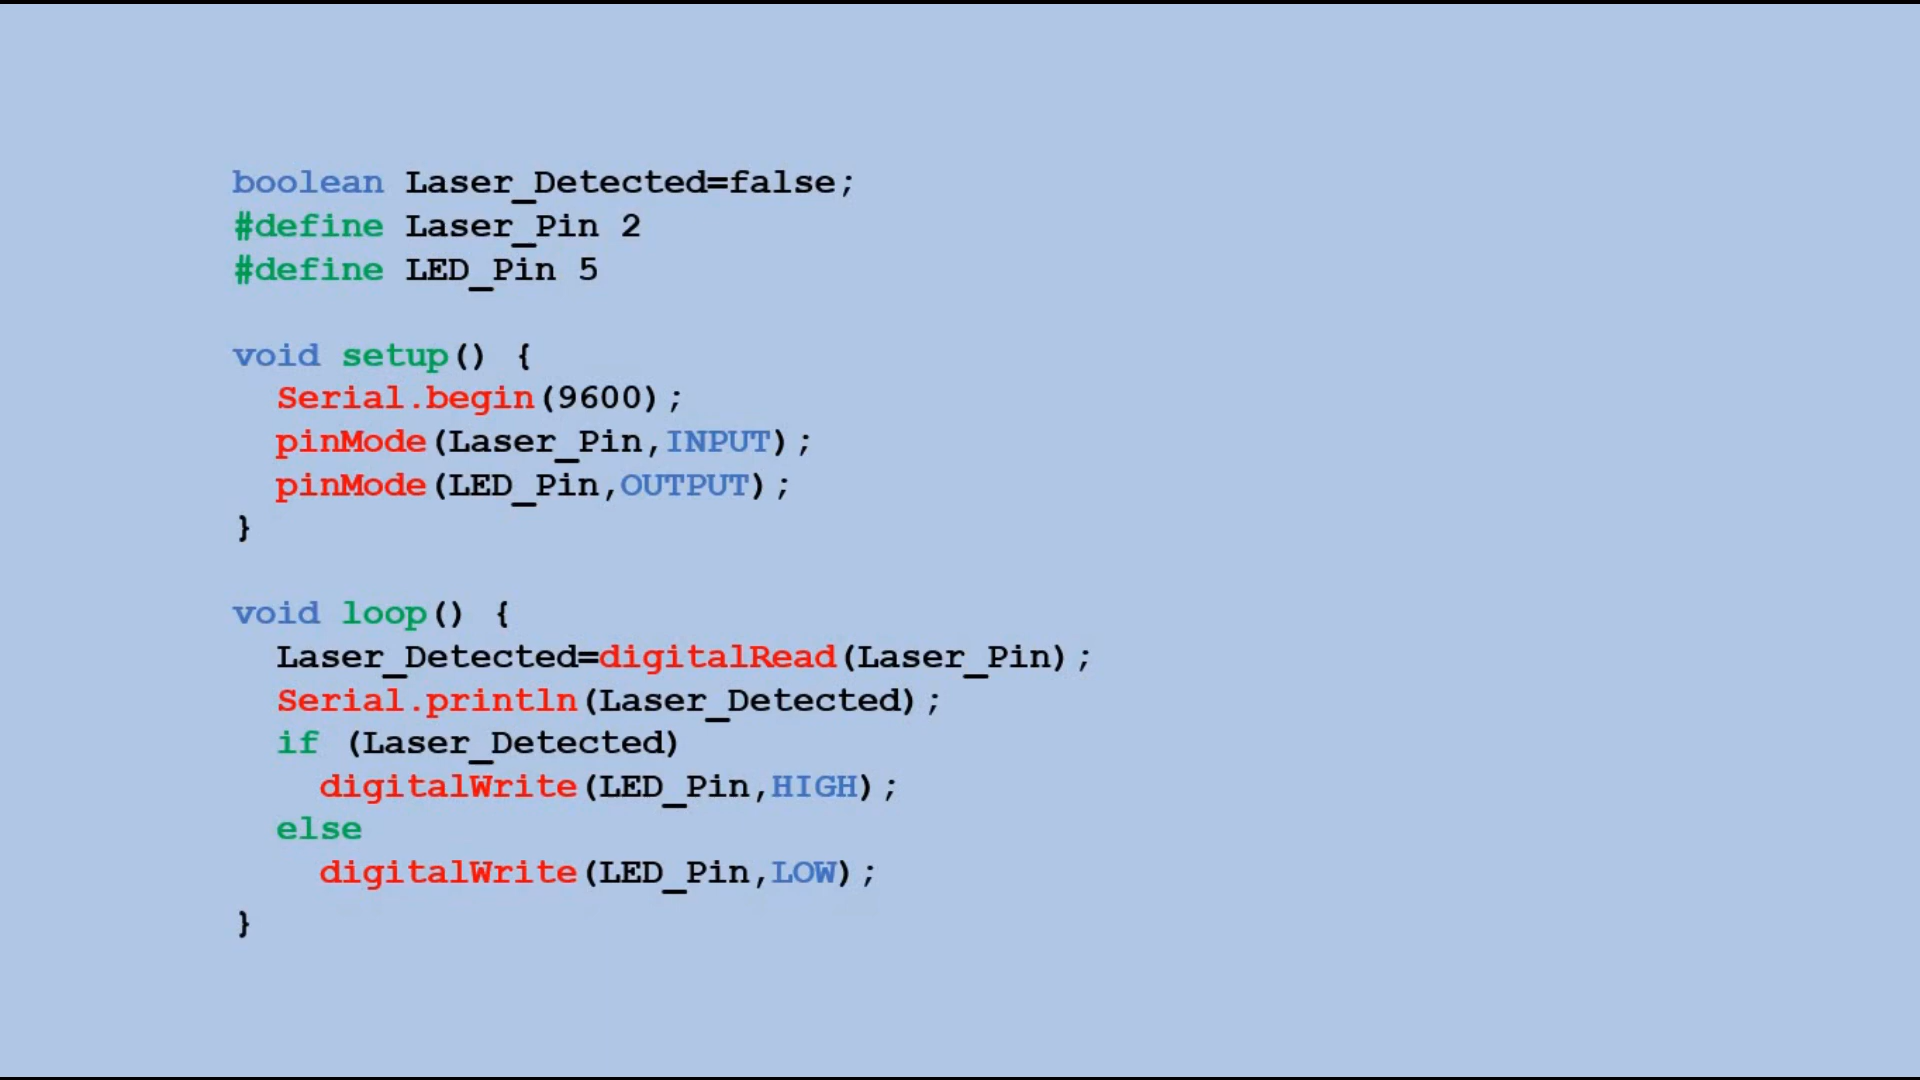 boolean Laser_Detected=false;
#define Laser_Pin 2
#define LED_Pin 5
void setup() {
Serial.begin(9600);
pinMode(Laser_Pin,INPUT);
pinMode(LED_Pin,OUTPUT);
}
void loop() {
Laser_Detected=digitalRead(Laser_Pin);
Serial.println(Laser_Detected);
if (Laser_Detected)
digitalWrite(LED_Pin,HIGH);
else
digitalWrite(LED_Pin,LOW);
}